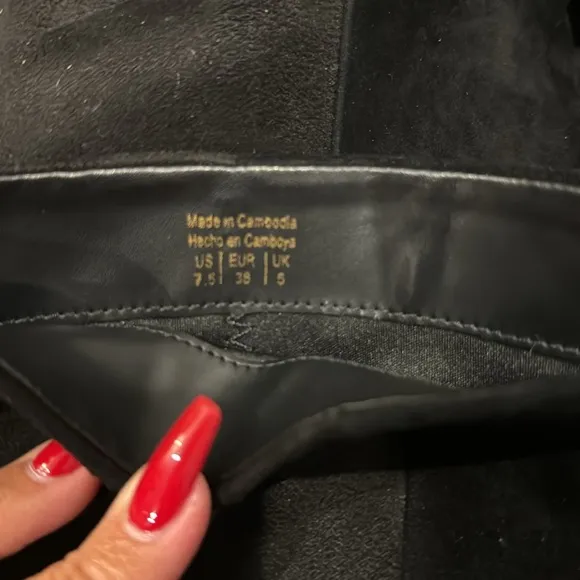 Made in Cambodia
Hecho en Camboya
US | EUR | UK
7.5 | 38 | 5